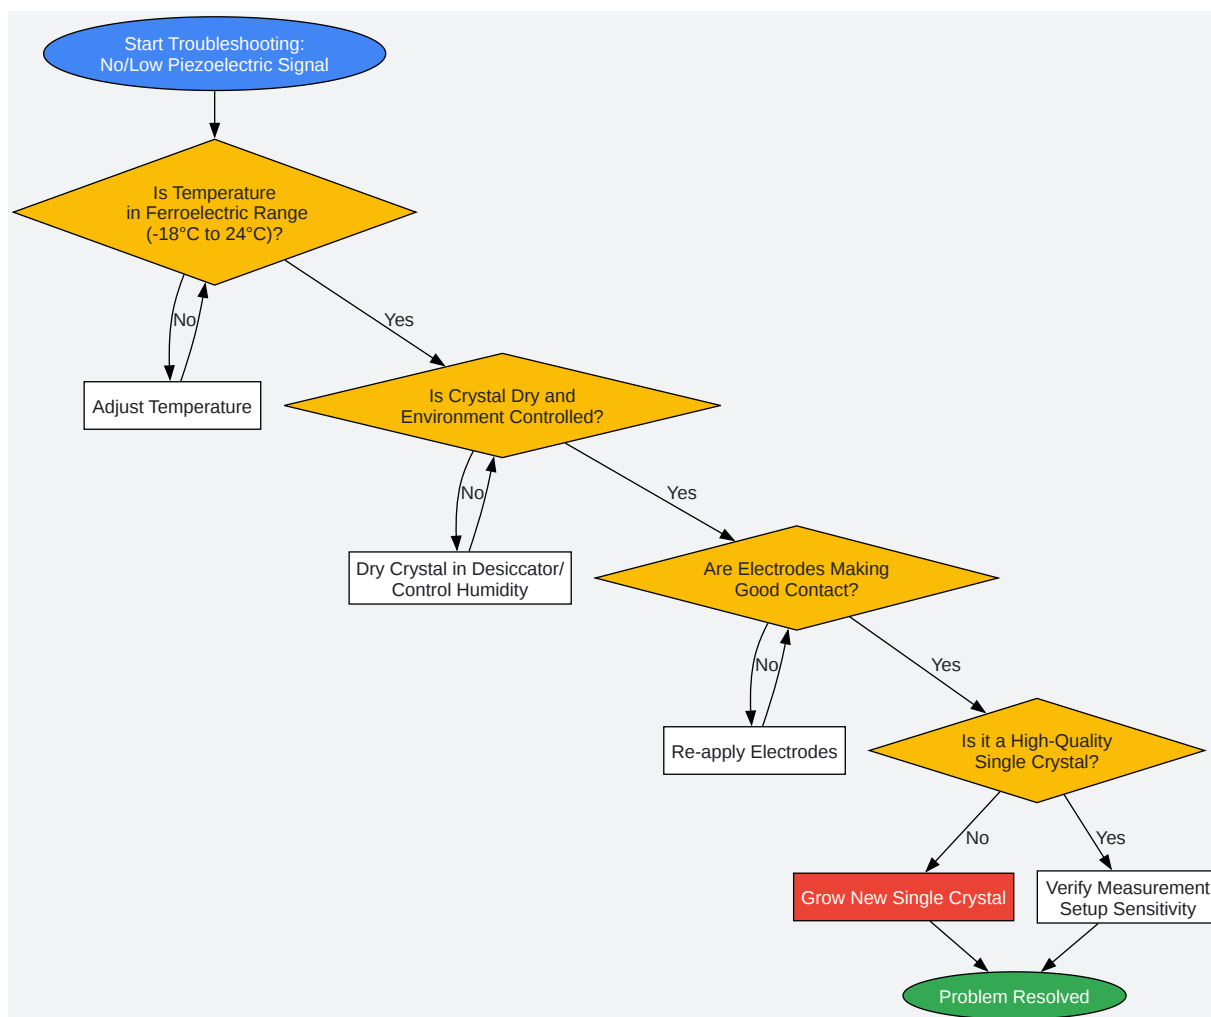 Start Troubleshooting:
No/Low Piezoelectric Signal
Is Temperature
in Ferroelectric Range
(-18°C to 24°C)?
No
Yes
Adjust Temperature
Is Crystal Dry and
Environment Controlled?
No
Yes
Dry Crystal in Desiccator/
Control Humidity
Are Electrodes Making
Good Contact?
No
Yes
Re-apply Electrodes
Is it a High-Quality
Single Crystal?
No
Yes
Grow New Single Crystal
Verify Measurement
Setup Sensitivity
Problem Resolved